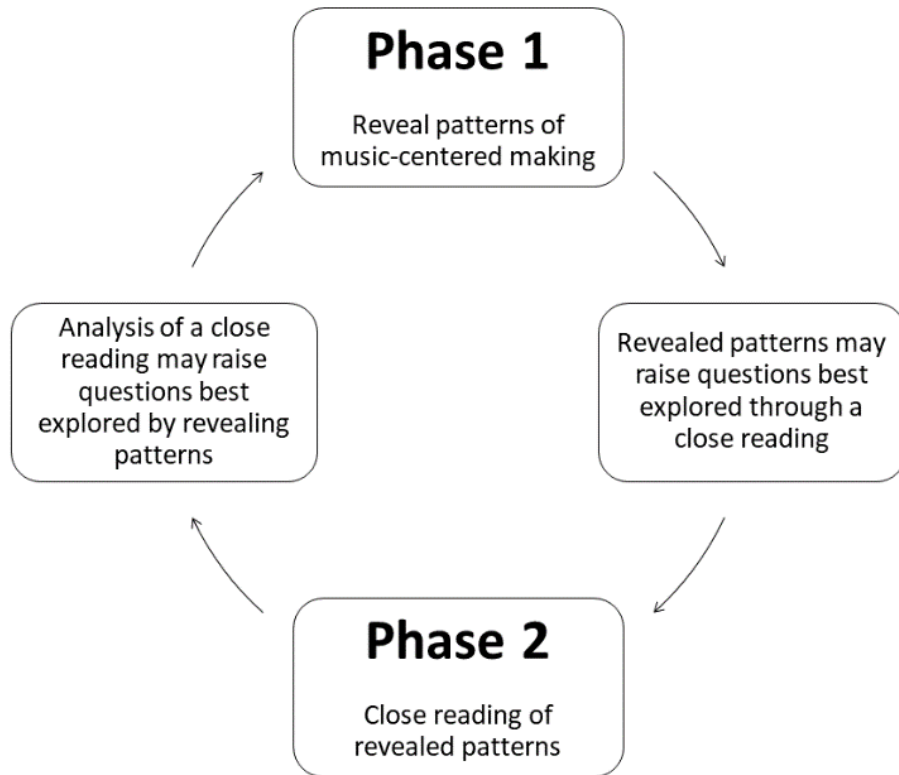 Phase 1
Reveal patterns of
music-centered making
Revealed patterns may
raise questions best
explored through a
close reading
Phase 2
Close reading of
revealed patterns
Analysis of a close
reading may raise
questions best
explored by revealing
patterns